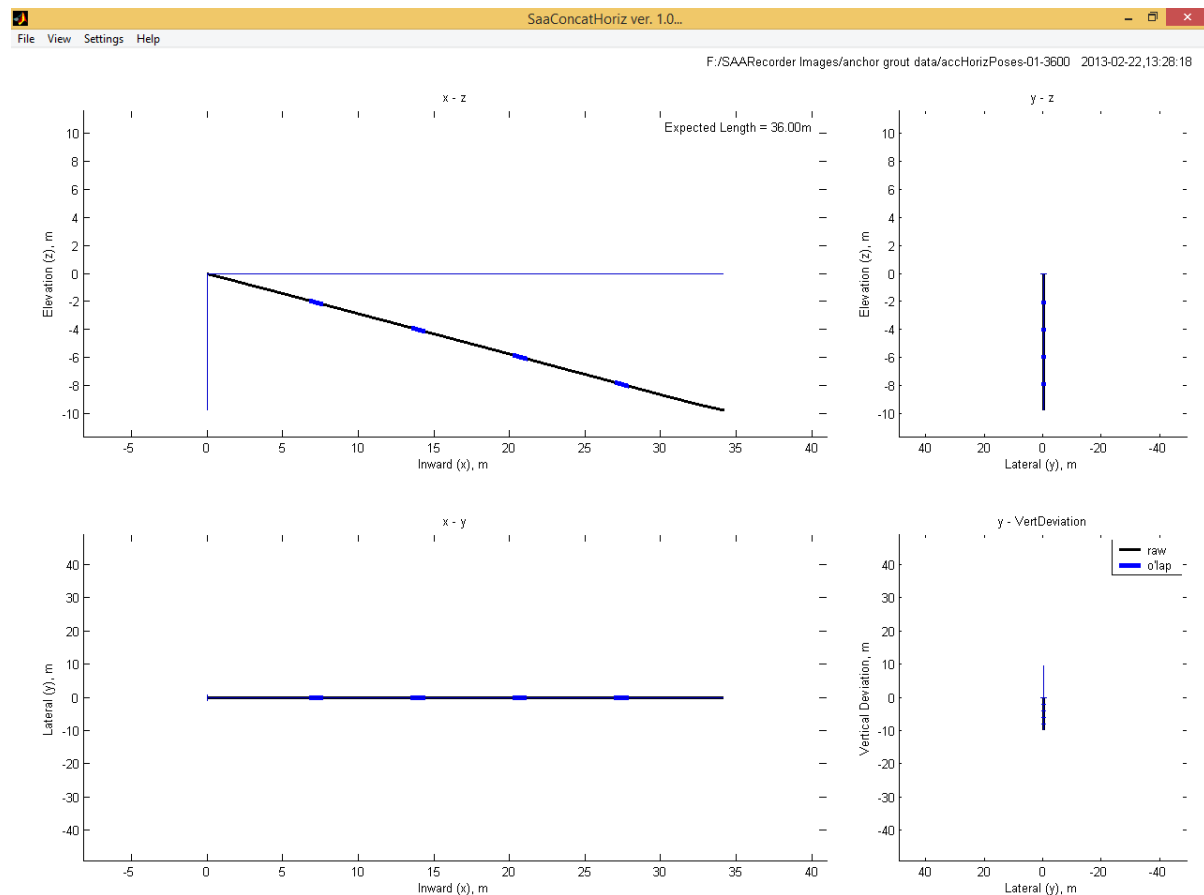 SaaConcatHoriz ver. 1.0...
File View Settings Help
F:/SAARecorder Images/anchor grout data/accHorizPoses-01-3600 2013-02-22,13:28:18
x - z
Expected Length = 36.00m
Elevation (z), m
10
8
6
4
2
0
-2
-4
-6
-8
-10
-5 0 5 10 15 20 25 30 35 40
Inward (x), m
y - z
Elevation (z), m
10
8
6
4
2
0
-2
-4
-6
-8
-10
40 20 0 -20 -40
Lateral (y), m
x - y
Lateral (y), m
40
30
20
10
0
-10
-20
-30
-40
-5 0 5 10 15 20 25 30 35 40
Inward (x), m
y - VertDeviation
raw
o'lap
Vertical Deviation, m
40
30
20
10
0
-10
-20
-30
-40
40 20 0 -20 -40
Lateral (y), m